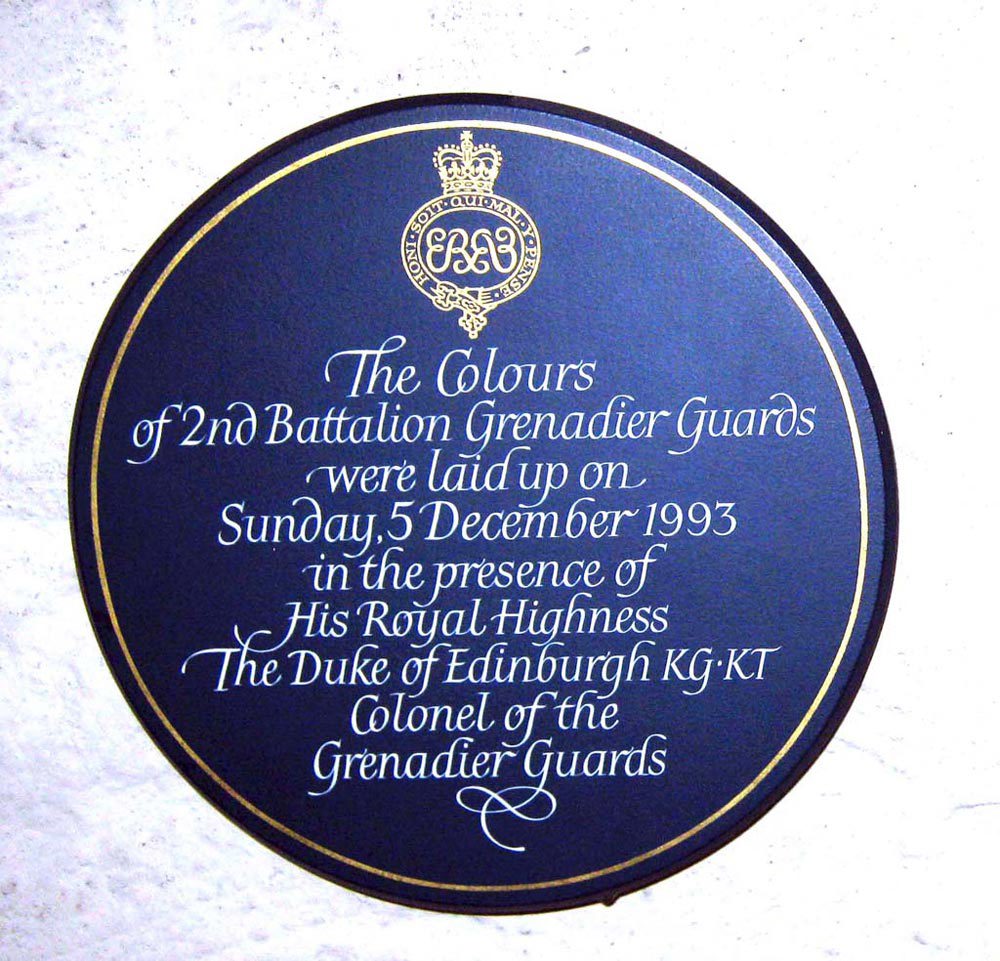 HONI · SOIT · QUI · MAL · Y · PENSE
The Colours
of 2nd Battalion Grenadier Guards
were laid up on
Sunday, 5 December 1993
in the presence of
His Royal Highness
The Duke of Edinburgh KG·KT
Colonel of the
Grenadier Guards